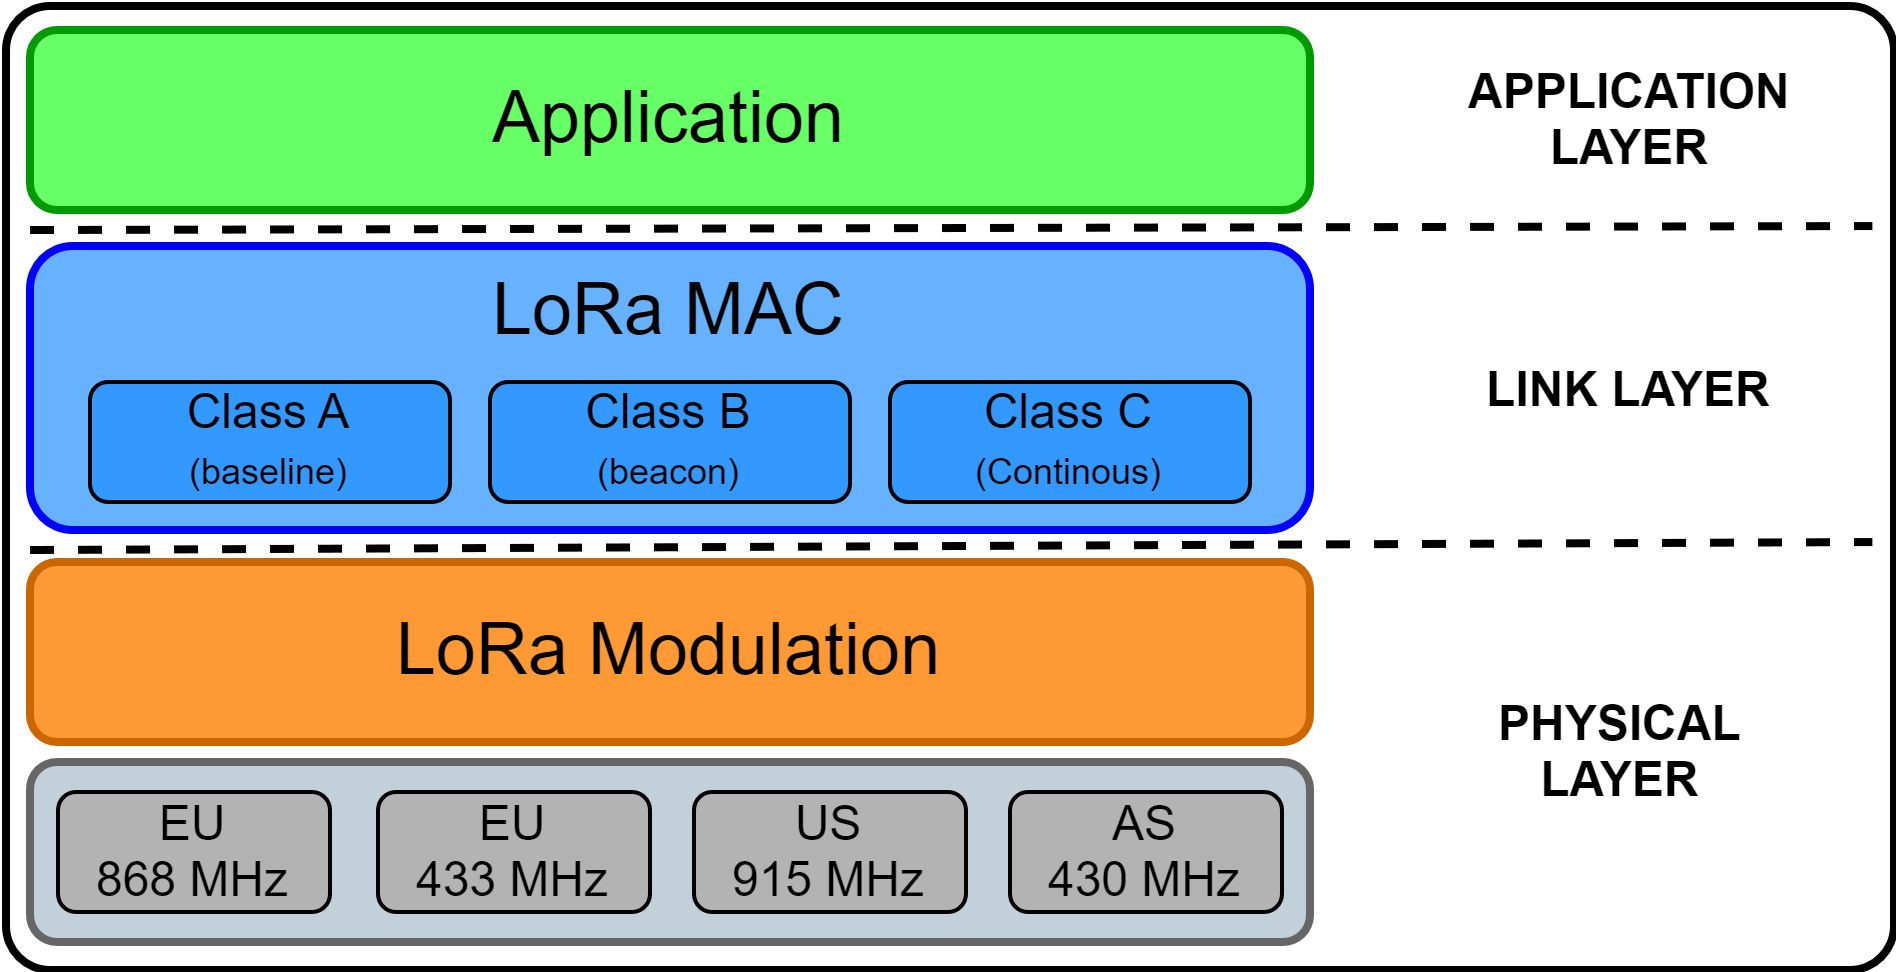 Application
APPLICATION
LAYER
LoRa MAC
Class A
(baseline)
Class B
(beacon)
Class C
(Continous)
LINK LAYER
LoRa Modulation
PHYSICAL
LAYER
EU
868 MHz
EU
433 MHz
US
915 MHz
AS
430 MHz